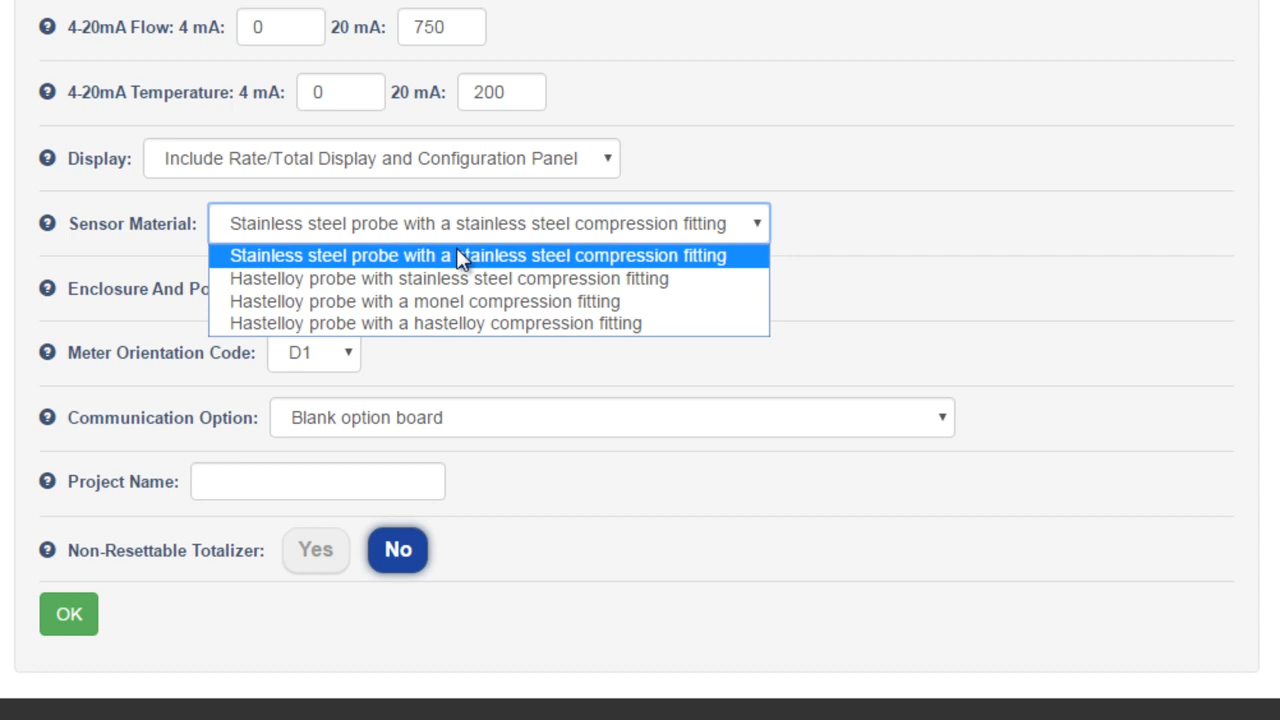 4-20mA Flow: 4 mA: 0 20 mA: 750
4-20mA Temperature: 4 mA: 0 20 mA: 200
Display: Include Rate/Total Display and Configuration Panel
Sensor Material: Stainless steel probe with a stainless steel compression fitting
Stainless steel probe with a stainless steel compression fitting
Hastelloy probe with stainless steel compression fitting
Enclosure And Po
Hastelloy probe with a monel compression fitting
Hastelloy probe with a hastelloy compression fitting
Meter Orientation Code: D1
Communication Option: Blank option board
Project Name:
Non-Resettable Totalizer: Yes No
OK